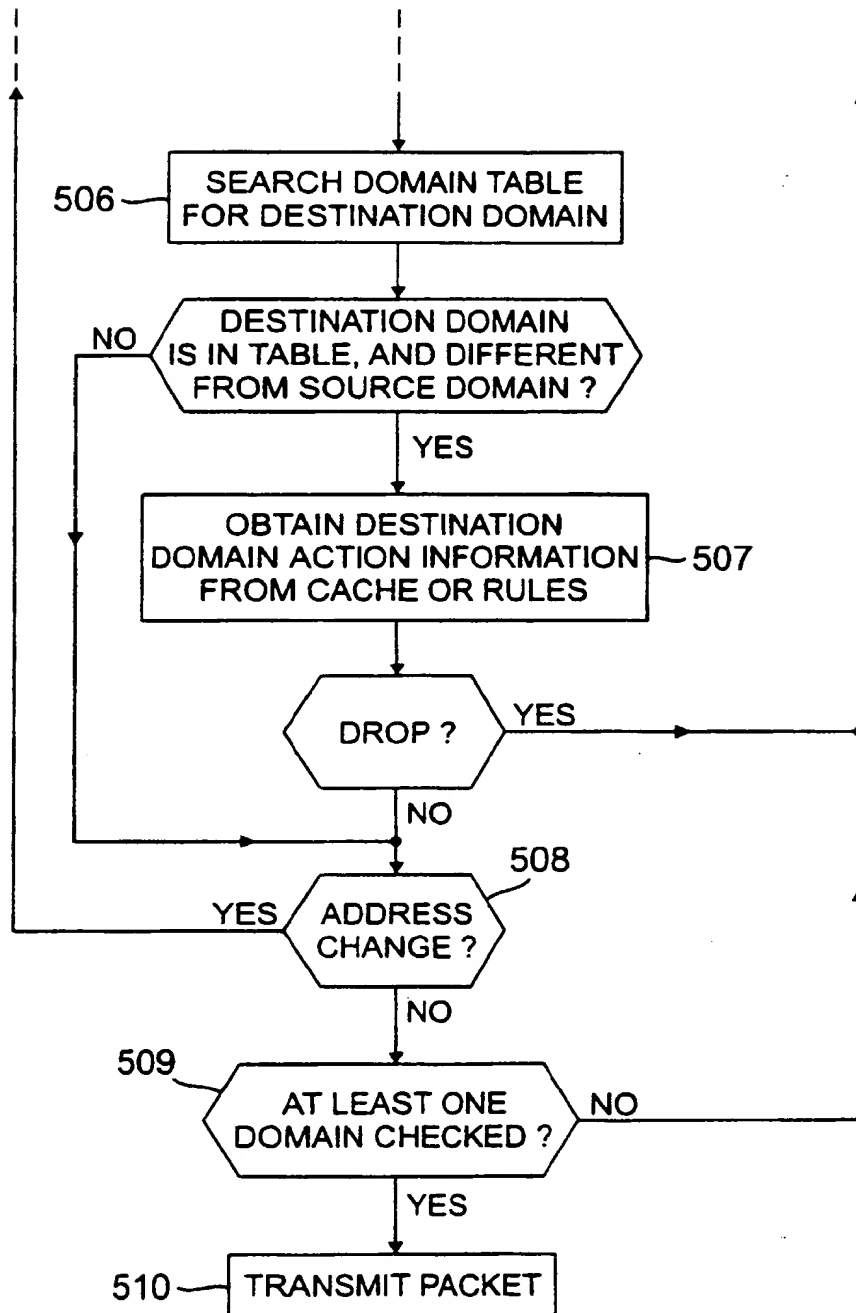 506
SEARCH DOMAIN TABLE
FOR DESTINATION DOMAIN
NO
DESTINATION DOMAIN
IS IN TABLE, AND DIFFERENT
FROM SOURCE DOMAIN ?
YES
OBTAIN DESTINATION
DOMAIN ACTION INFORMATION
FROM CACHE OR RULES
507
DROP ?
YES
NO
508
YES
ADDRESS
CHANGE ?
NO
509
AT LEAST ONE
DOMAIN CHECKED ?
NO
YES
510
TRANSMIT PACKET